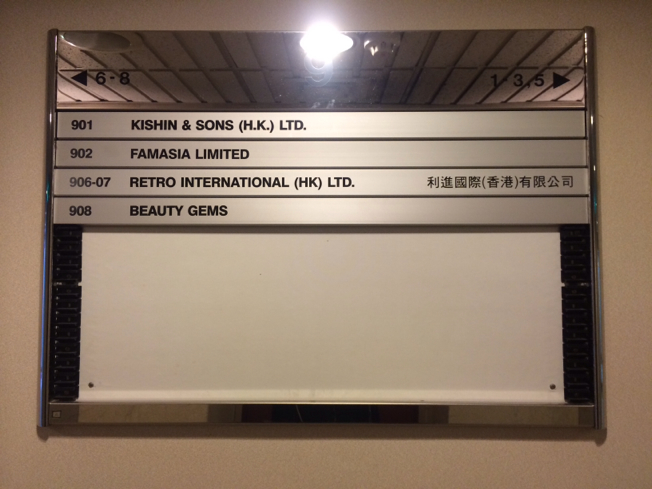 ◀ 6-8 1-3,5 ▶
901 KISHIN & SONS (H.K.) LTD.
902 FAMASIA LIMITED
906-07 RETRO INTERNATIONAL (HK) LTD. 利進國際(香港)有限公司
908 BEAUTY GEMS